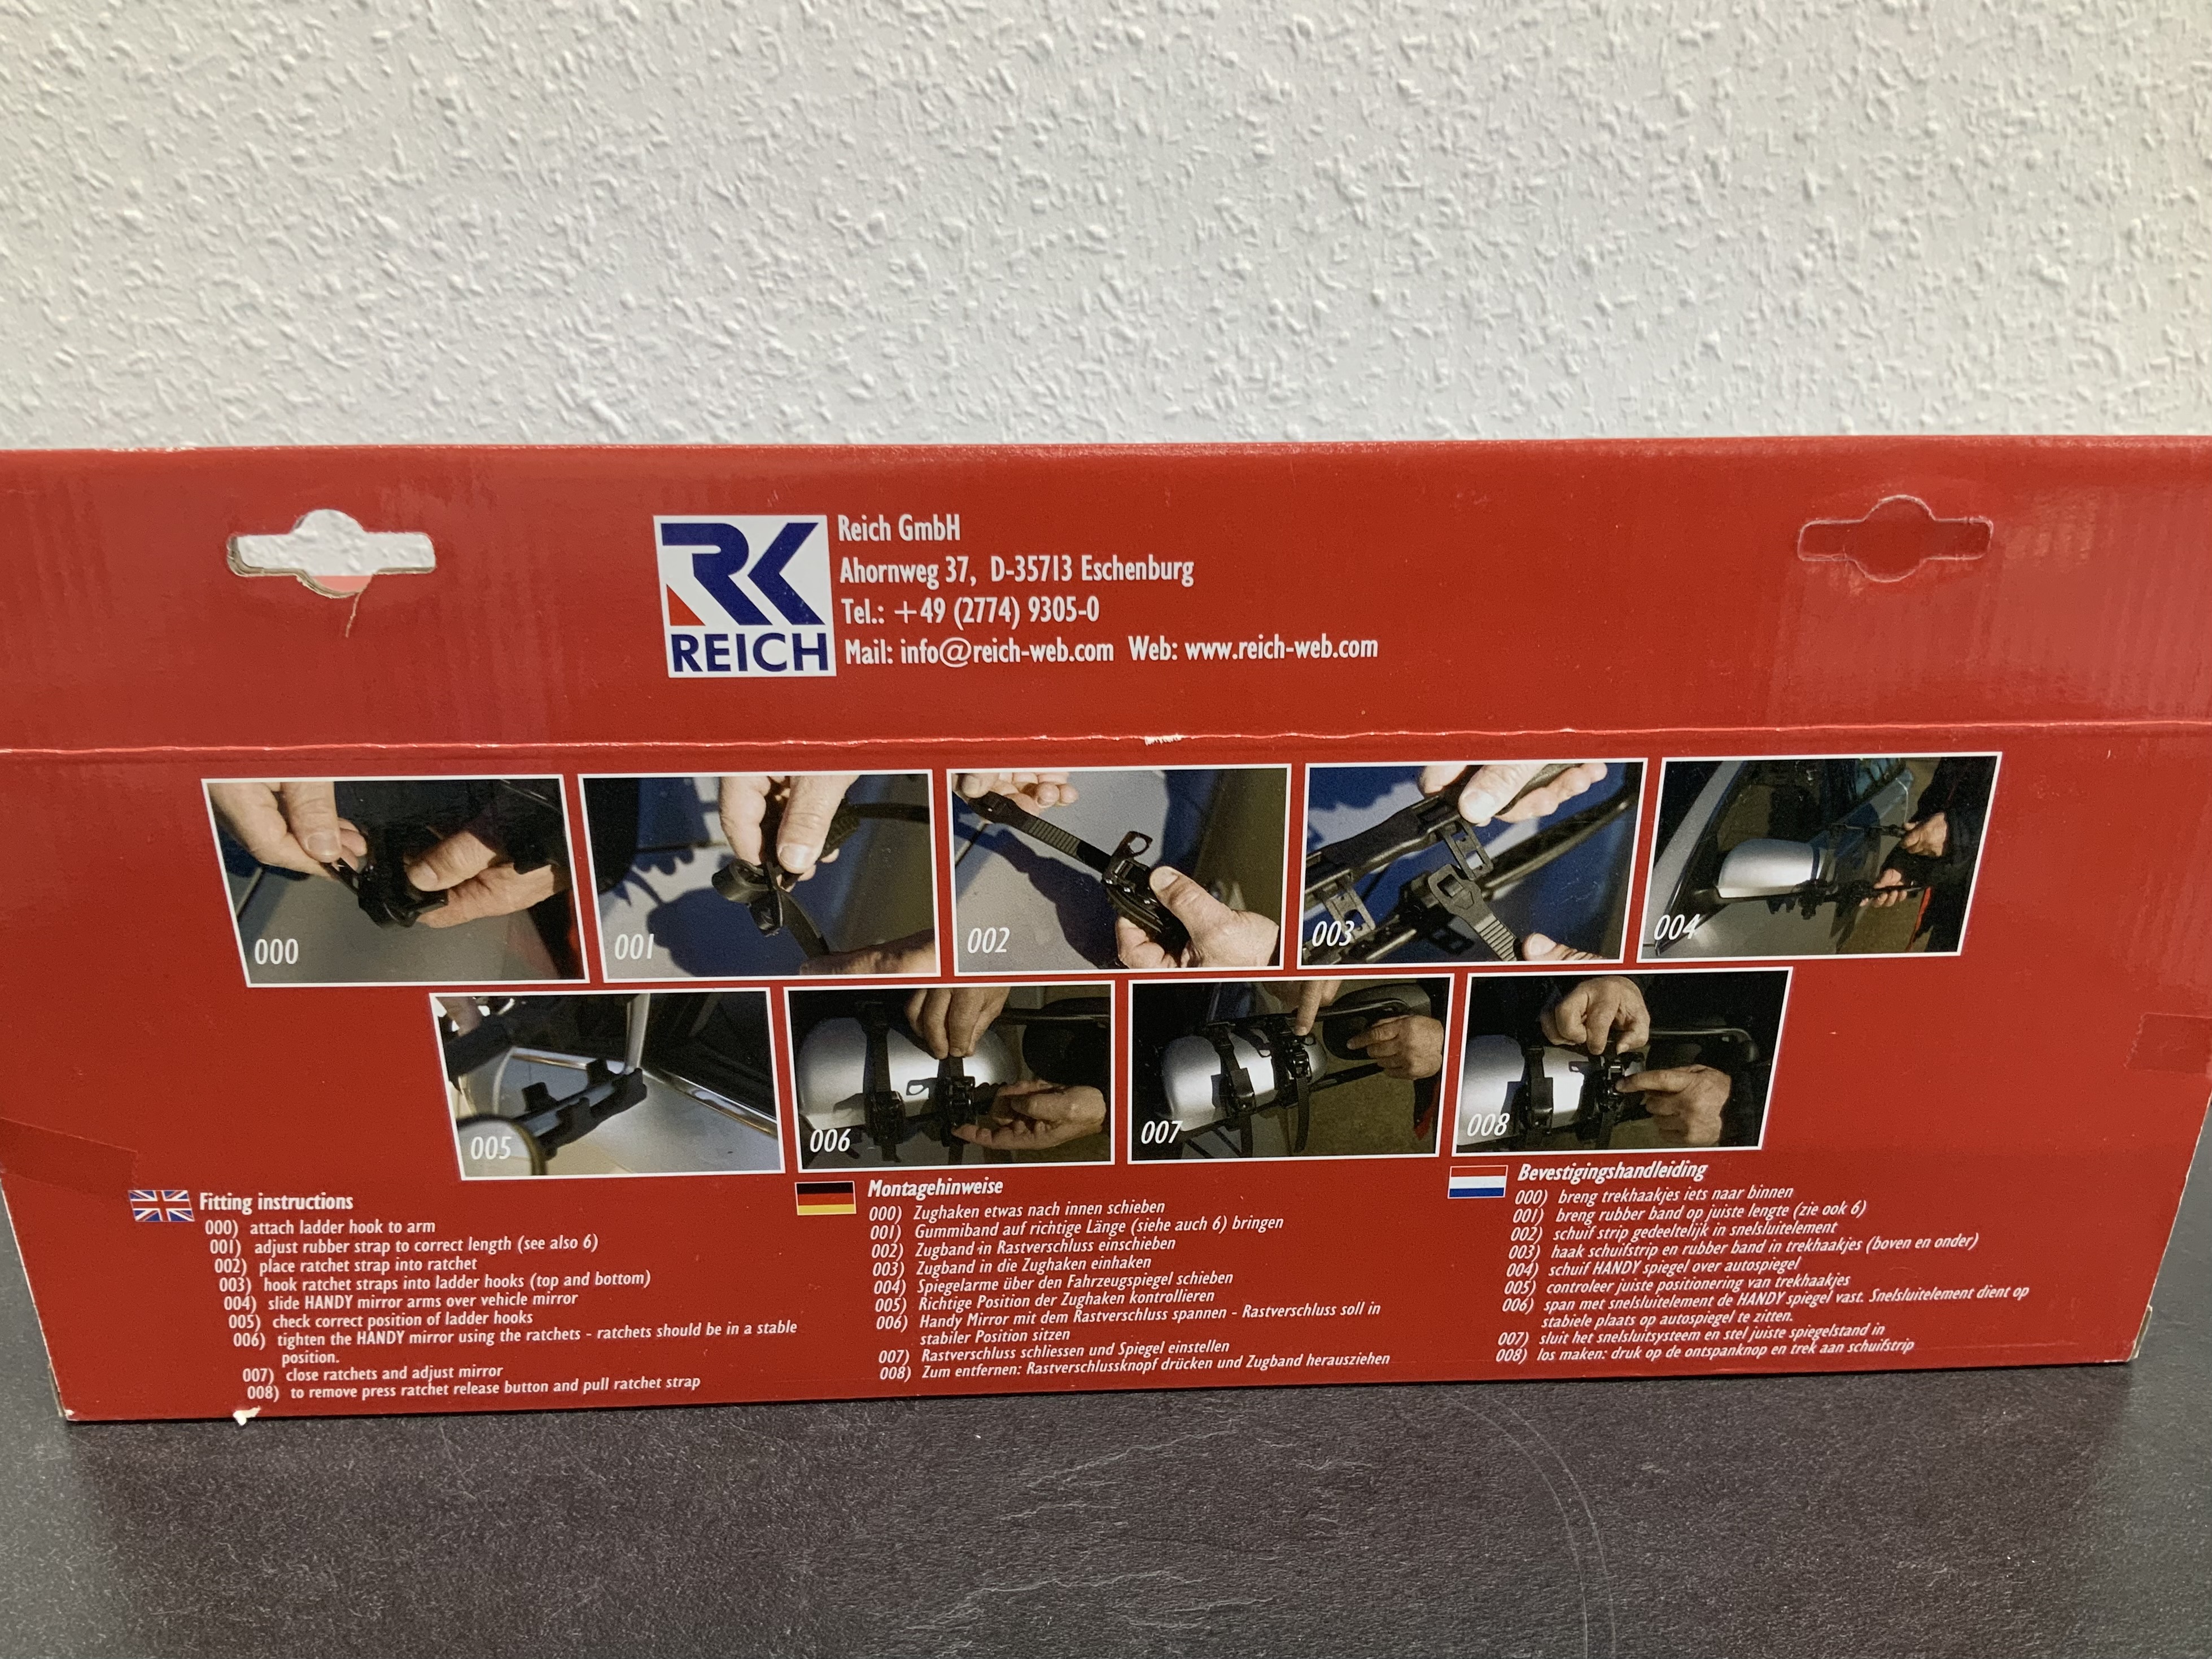 RK
REICH
Reich GmbH
Ahornweg 37, D-35713 Eschenburg
Tel.: +49 (2774) 9305-0
Mail: info@reich-web.com Web: www.reich-web.com
000
001
002
003
004
005
006
007
008
Fitting instructions
000) attach ladder hook to arm
001) adjust rubber strap to correct length (see also 6)
002) place ratchet strap into ratchet
003) hook ratchet straps into ladder hooks (top and bottom)
004) slide HANDY mirror arms over vehicle mirror
005) check correct position of ladder hooks
006) tighten the HANDY mirror using the ratchets - ratchets should be in a stable
position.
007) close ratchets and adjust mirror
008) to remove press ratchet release button and pull ratchet strap
Montagehinweise
000) Zughaken etwas nach innen schieben
001) Gummiband auf richtige Länge (siehe auch 6) bringen
002) Zugband in Rastverschluss einschieben
003) Zugband in die Zughaken einhaken
004) Spiegelarme über den Fahrzeugspiegel schieben
005) Richtige Position der Zughaken kontrollieren
006) Handy Mirror mit dem Rastverschluss spannen - Rastverschluss soll in
stabiler Position sitzen
007) Rastverschluss schliessen und Spiegel einstellen
008) Zum entfernen: Rastverschlussknopf drücken und Zugband herausziehen
Bevestigingshandleiding
000) breng trekhaakjes iets naar binnen
001) breng rubber band op juiste lengte (zie ook 6)
002) schuif strip gedeeltelijk in snelsluitelement
003) haak schuifstrip en rubber band in trekhaakjes (boven en onder)
004) schuif HANDY spiegel over autospiegel
005) controleer juiste positionering van trekhaakjes
006) span met snelsluitelement de HANDY spiegel vast. Snelsluitelement dient op
stabiele plaats op autospiegel te zitten.
007) sluit het snelsluitsysteem en stel juiste spiegelstand in
008) los maken: druk op de ontspanknop en trek aan schuifstrip